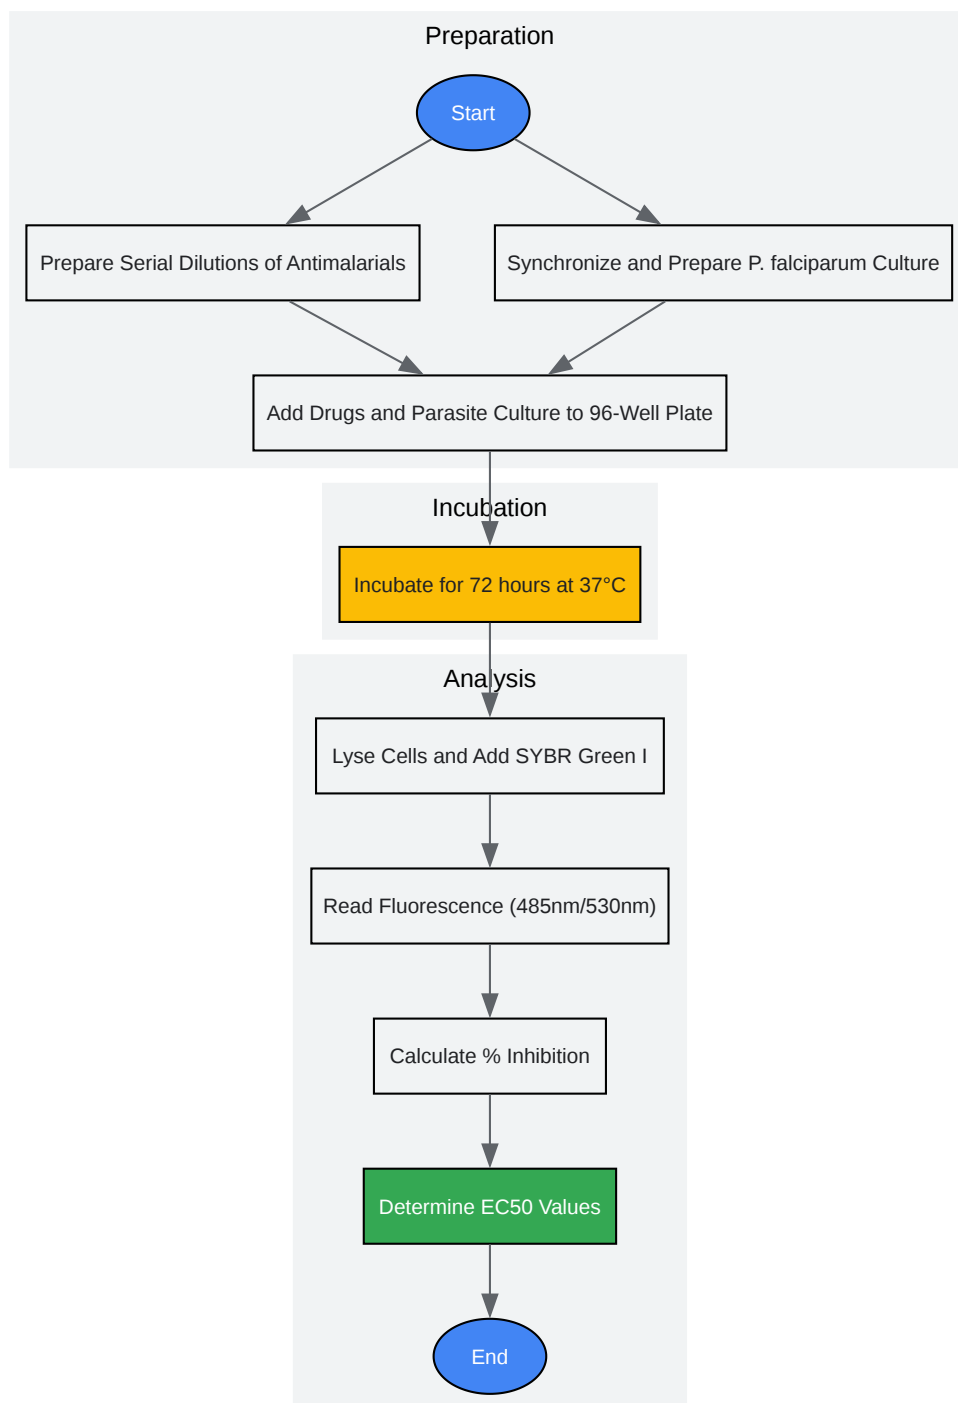 Preparation
Start
Prepare Serial Dilutions of Antimalarials
Synchronize and Prepare P. falciparum Culture
Add Drugs and Parasite Culture to 96-Well Plate
Incubation
Incubate for 72 hours at 37°C
Analysis
Lyse Cells and Add SYBR Green I
Read Fluorescence (485nm/530nm)
Calculate % Inhibition
Determine EC50 Values
End